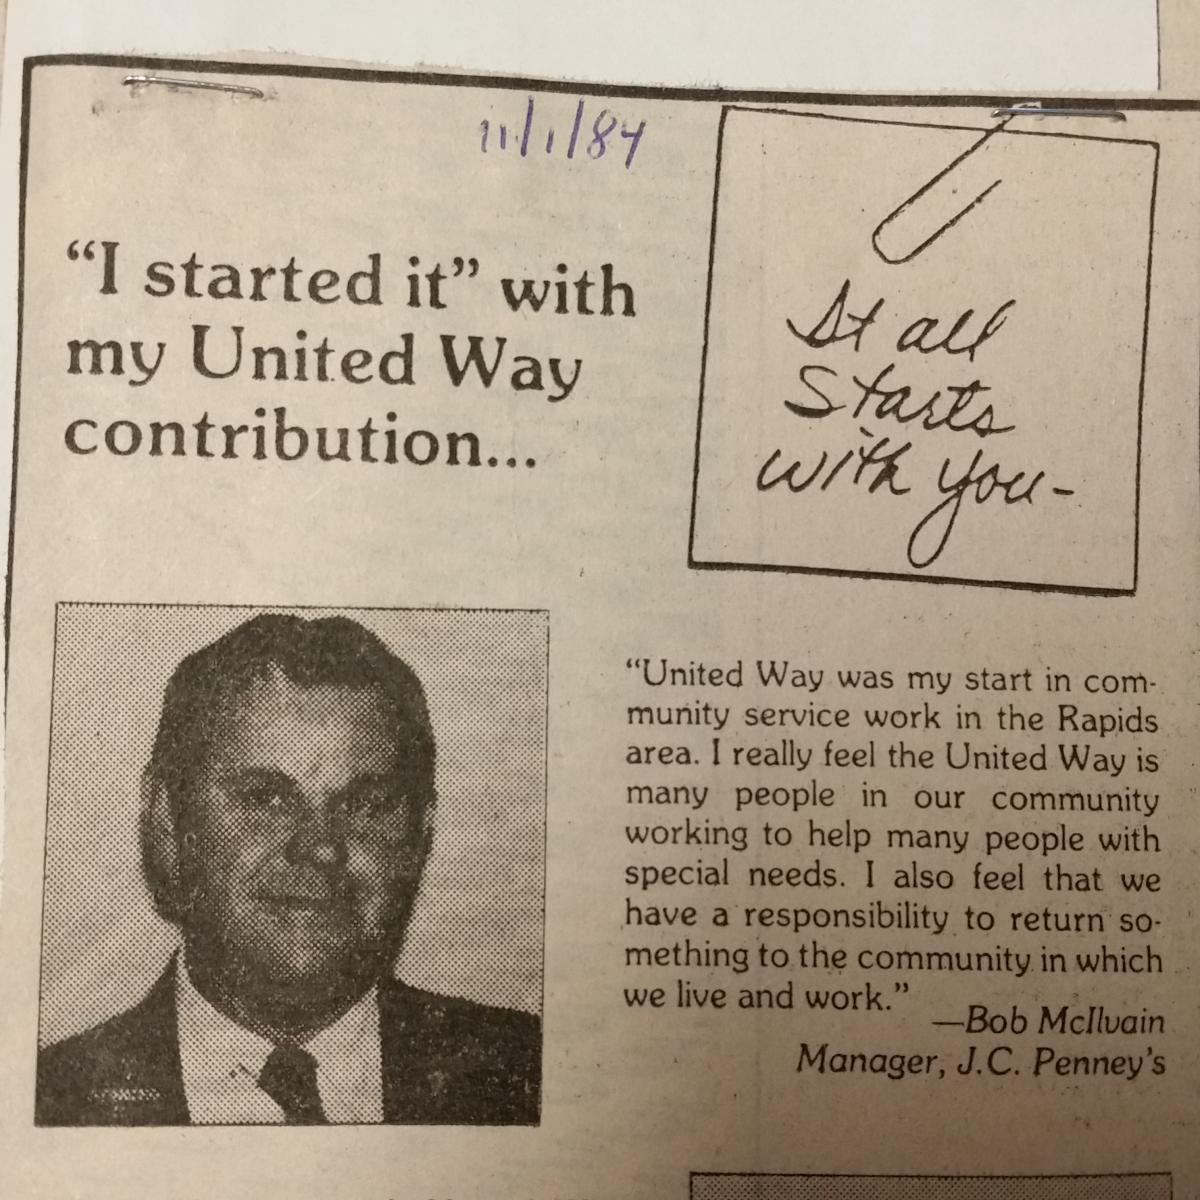 11/1/84
“I started it” with
my United Way
contribution...
It all
Starts
with you-
“United Way was my start in com-
munity service work in the Rapids
area. I really feel the United Way is
many people in our community
working to help many people with
special needs. I also feel that we
have a responsibility to return so-
mething to the community in which
we live and work.”
—Bob McIlvain
Manager, J.C. Penney’s